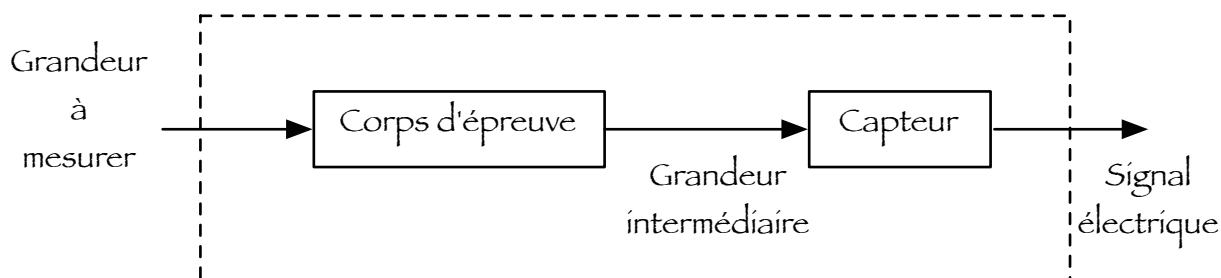 Grandeur
à
mesurer
Corps d'épreuve
Grandeur
intermédiaire
Capteur
Signal
électrique